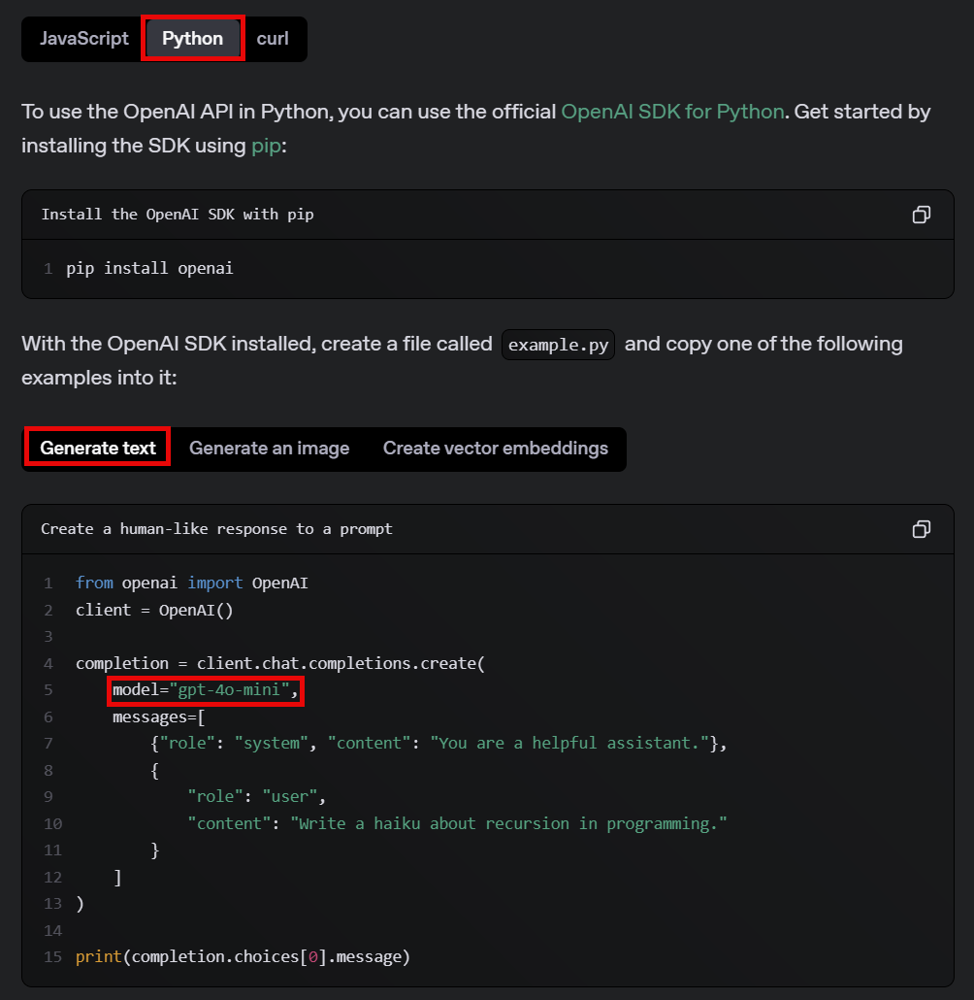 JavaScript Python curl
To use the OpenAI API in Python, you can use the official OpenAI SDK for Python. Get started by
installing the SDK using pip:
Install the OpenAI SDK with pip
1 pip install openai
With the OpenAI SDK installed, create a file called example.py and copy one of the following
examples into it:
Generate text Generate an image Create vector embeddings
Create a human-like response to a prompt
1 from openai import OpenAI
2 client = OpenAI()
3
4 completion = client.chat.completions.create(
5     model="gpt-4o-mini",
6     messages=[
7         {"role": "system", "content": "You are a helpful assistant."},
8         {
9             "role": "user",
10             "content": "Write a haiku about recursion in programming."
11         }
12     ]
13 )
14
15 print(completion.choices[0].message)